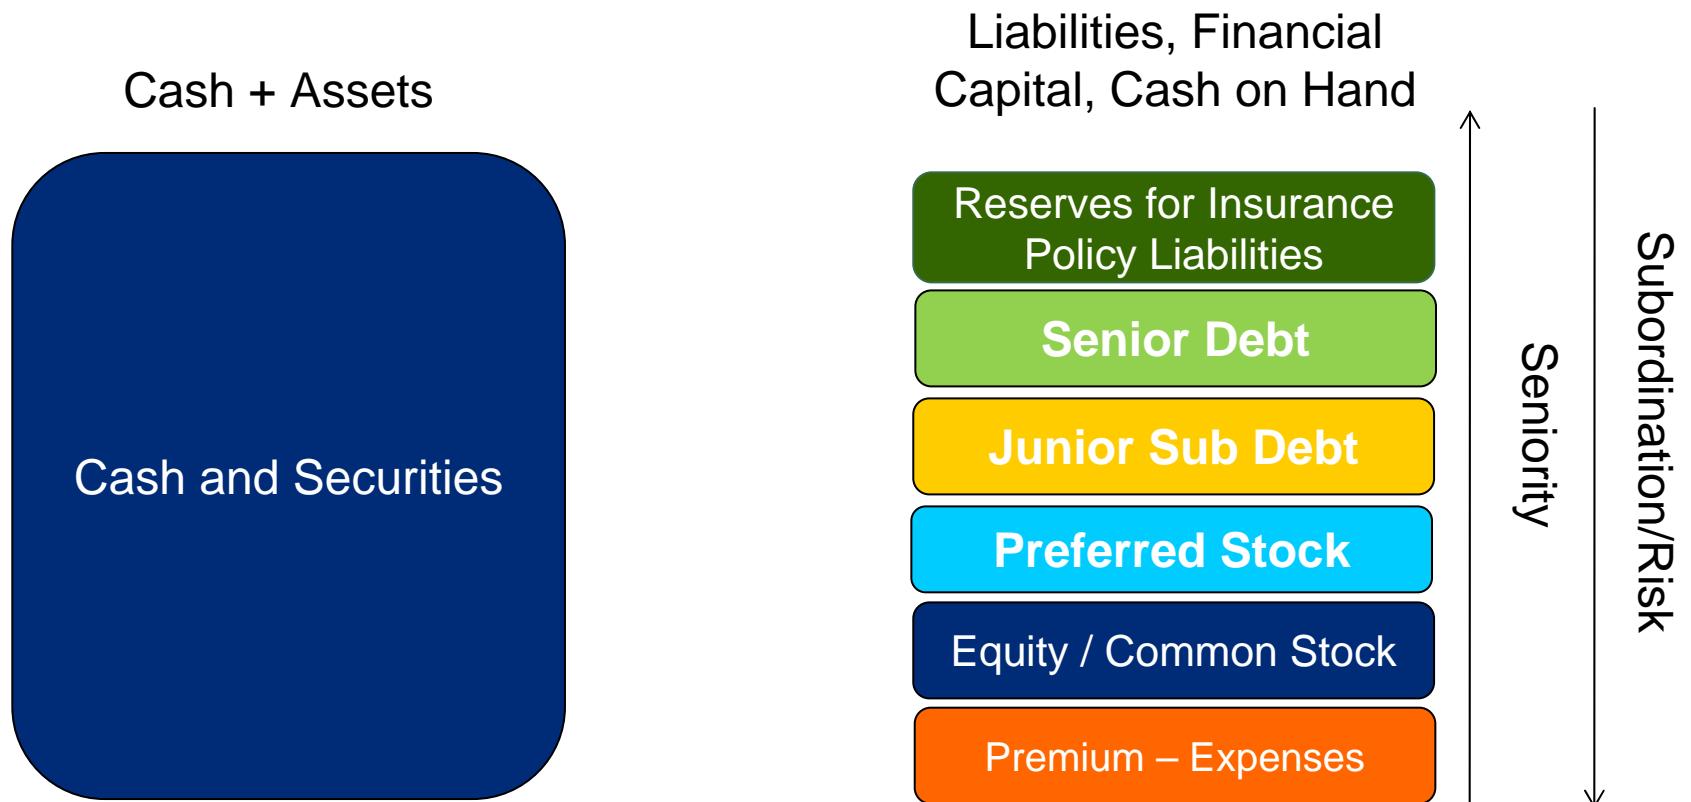 Cash + Assets
Cash and Securities
Liabilities, Financial
Capital, Cash on Hand
Reserves for Insurance
Policy Liabilities
Senior Debt
Junior Sub Debt
Preferred Stock
Equity / Common Stock
Premium – Expenses
Seniority
Subordination/Risk